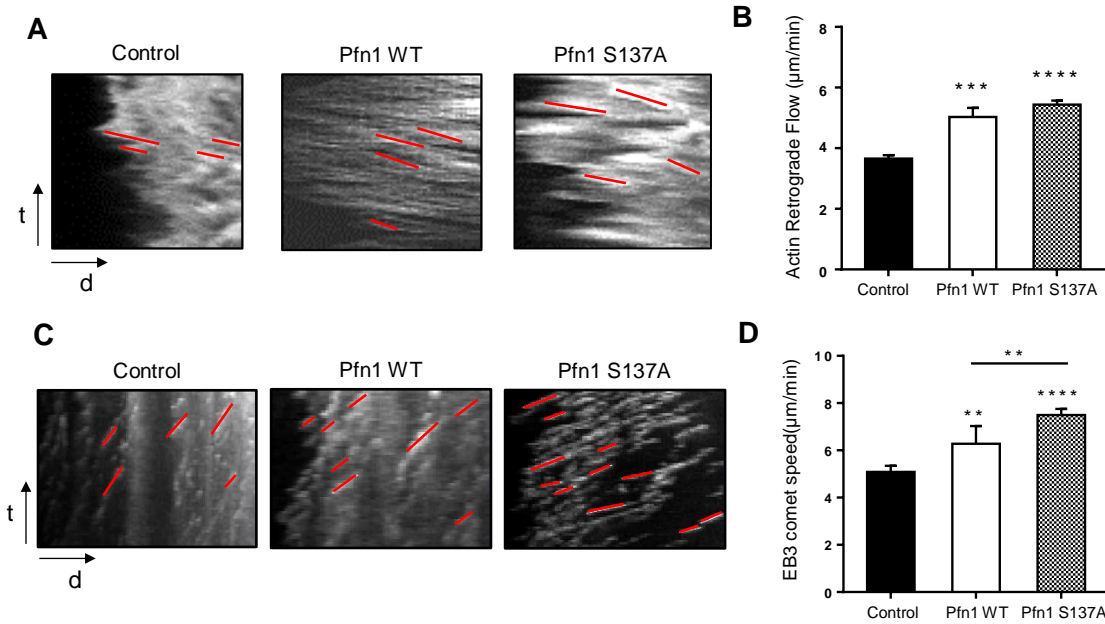 A
Control
Pfn1 WT
Pfn1 S137A
t
d
B
Actin Retrograde Flow (µm/min)
8
6
4
2
0
***
****
Control
Pfn1 WT
Pfn1 S137A
C
Control
Pfn1 WT
Pfn1 S137A
t
d
D
EB3 comet speed(µm/min)
10
8
6
4
2
0
**
**
****
Control
Pfn1 WT
Pfn1 S137A